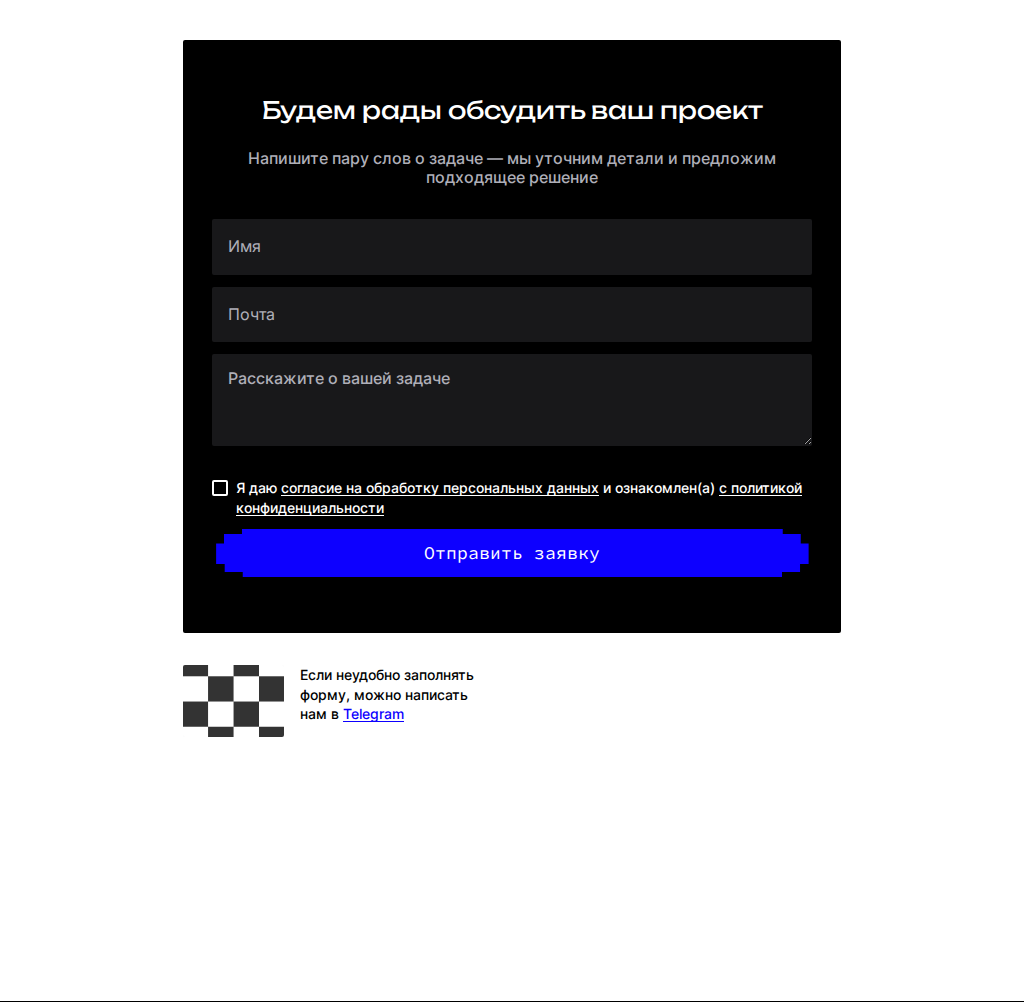 Будем рады обсудить ваш проект
Напишите пару слов о задаче — мы уточним детали и предложим
подходящее решение
Имя
Почта
Расскажите о вашей задаче
Я даю согласие на обработку персональных данных и ознакомлен(а) с политикой
конфиденциальности
Отправить заявку
Если неудобно заполнять
форму, можно написать
нам в Telegram